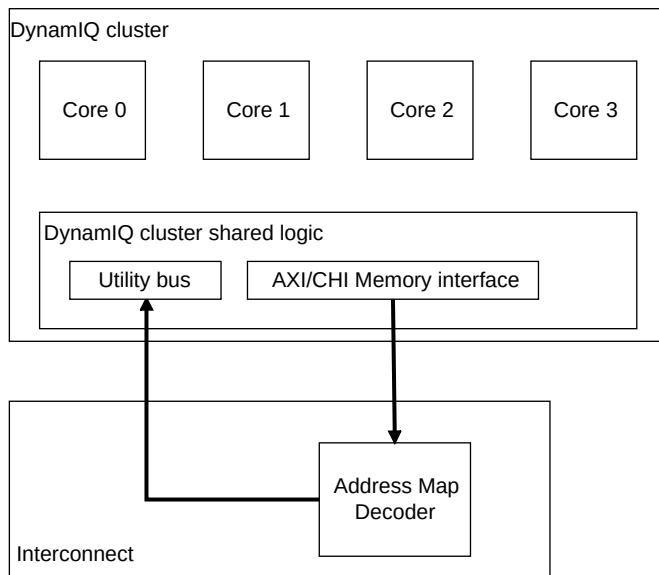 DynamIQ cluster
Core 0
Core 1
Core 2
Core 3
DynamIQ cluster shared logic
Utility bus
AXI/CHI Memory interface
Address Map
Decoder
Interconnect